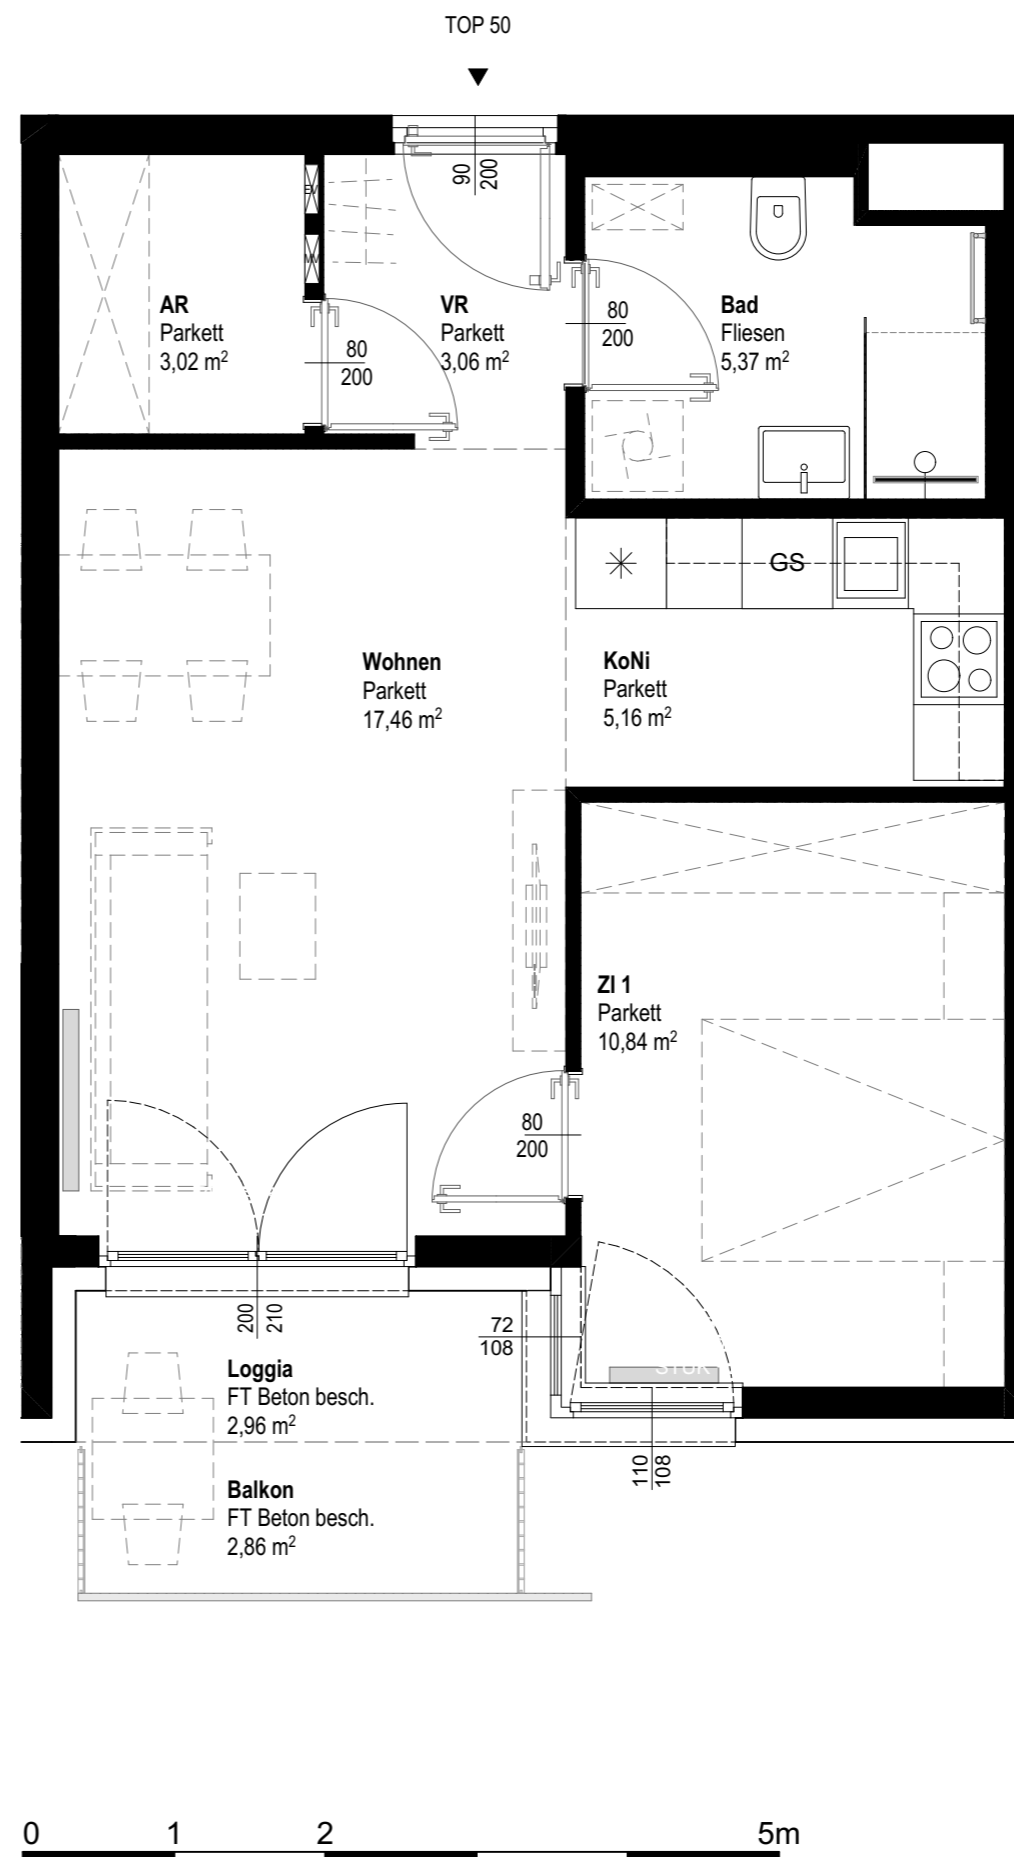 TOP 50
90
200
EV
MV
AR
Parkett
3,02 m²
80
200
VR
Parkett
3,06 m²
80
200
Bad
Fliesen
5,37 m²
GS
Wohnen
Parkett
17,46 m²
KoNi
Parkett
5,16 m²
ZI 1
Parkett
10,84 m²
80
200
200
210
72
108
STUK
110
108
Loggia
FT Beton besch.
2,96 m²
Balkon
FT Beton besch.
2,86 m²
0 1 2 5m